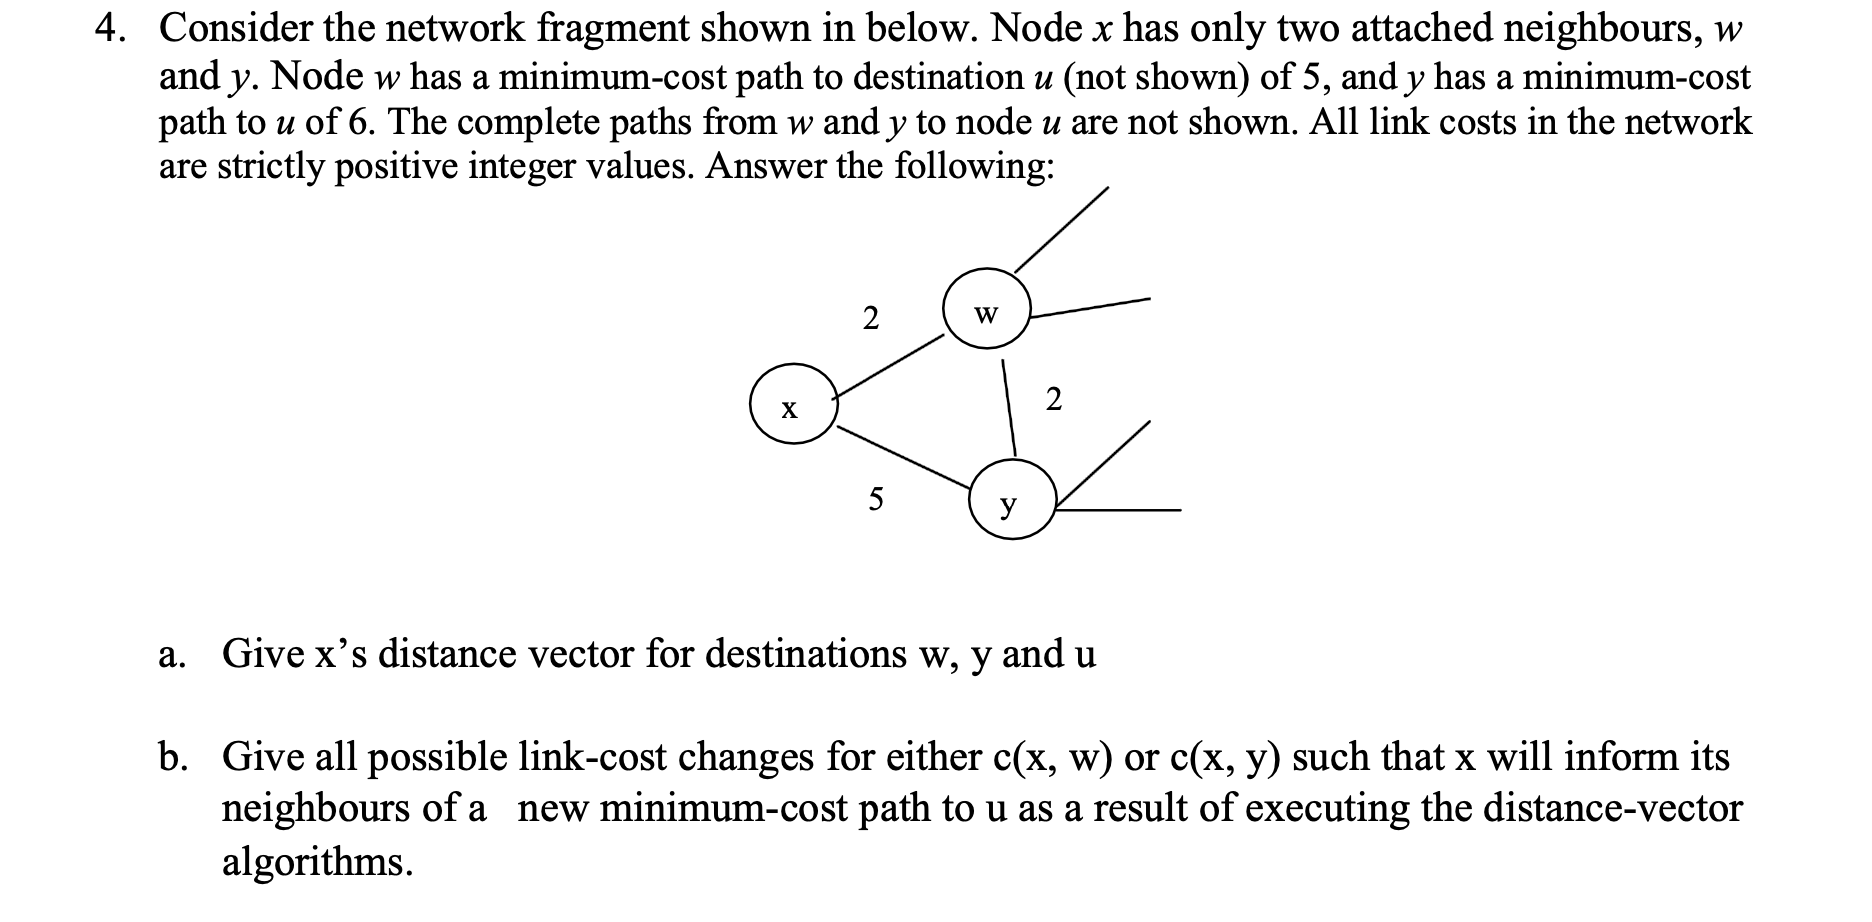 4. Consider the network fragment shown in below. Node x has only two attached neighbours, w
and y. Node w has a minimum-cost path to destination u (not shown) of 5, and y has a minimum-cost
path to u of 6. The complete paths from w and y to node u are not shown. All link costs in the network
are strictly positive integer values. Answer the following:
2
w
x
2
5
y
a. Give x’s distance vector for destinations w, y and u
b. Give all possible link-cost changes for either c(x, w) or c(x, y) such that x will inform its
neighbours of a new minimum-cost path to u as a result of executing the distance-vector
algorithms.